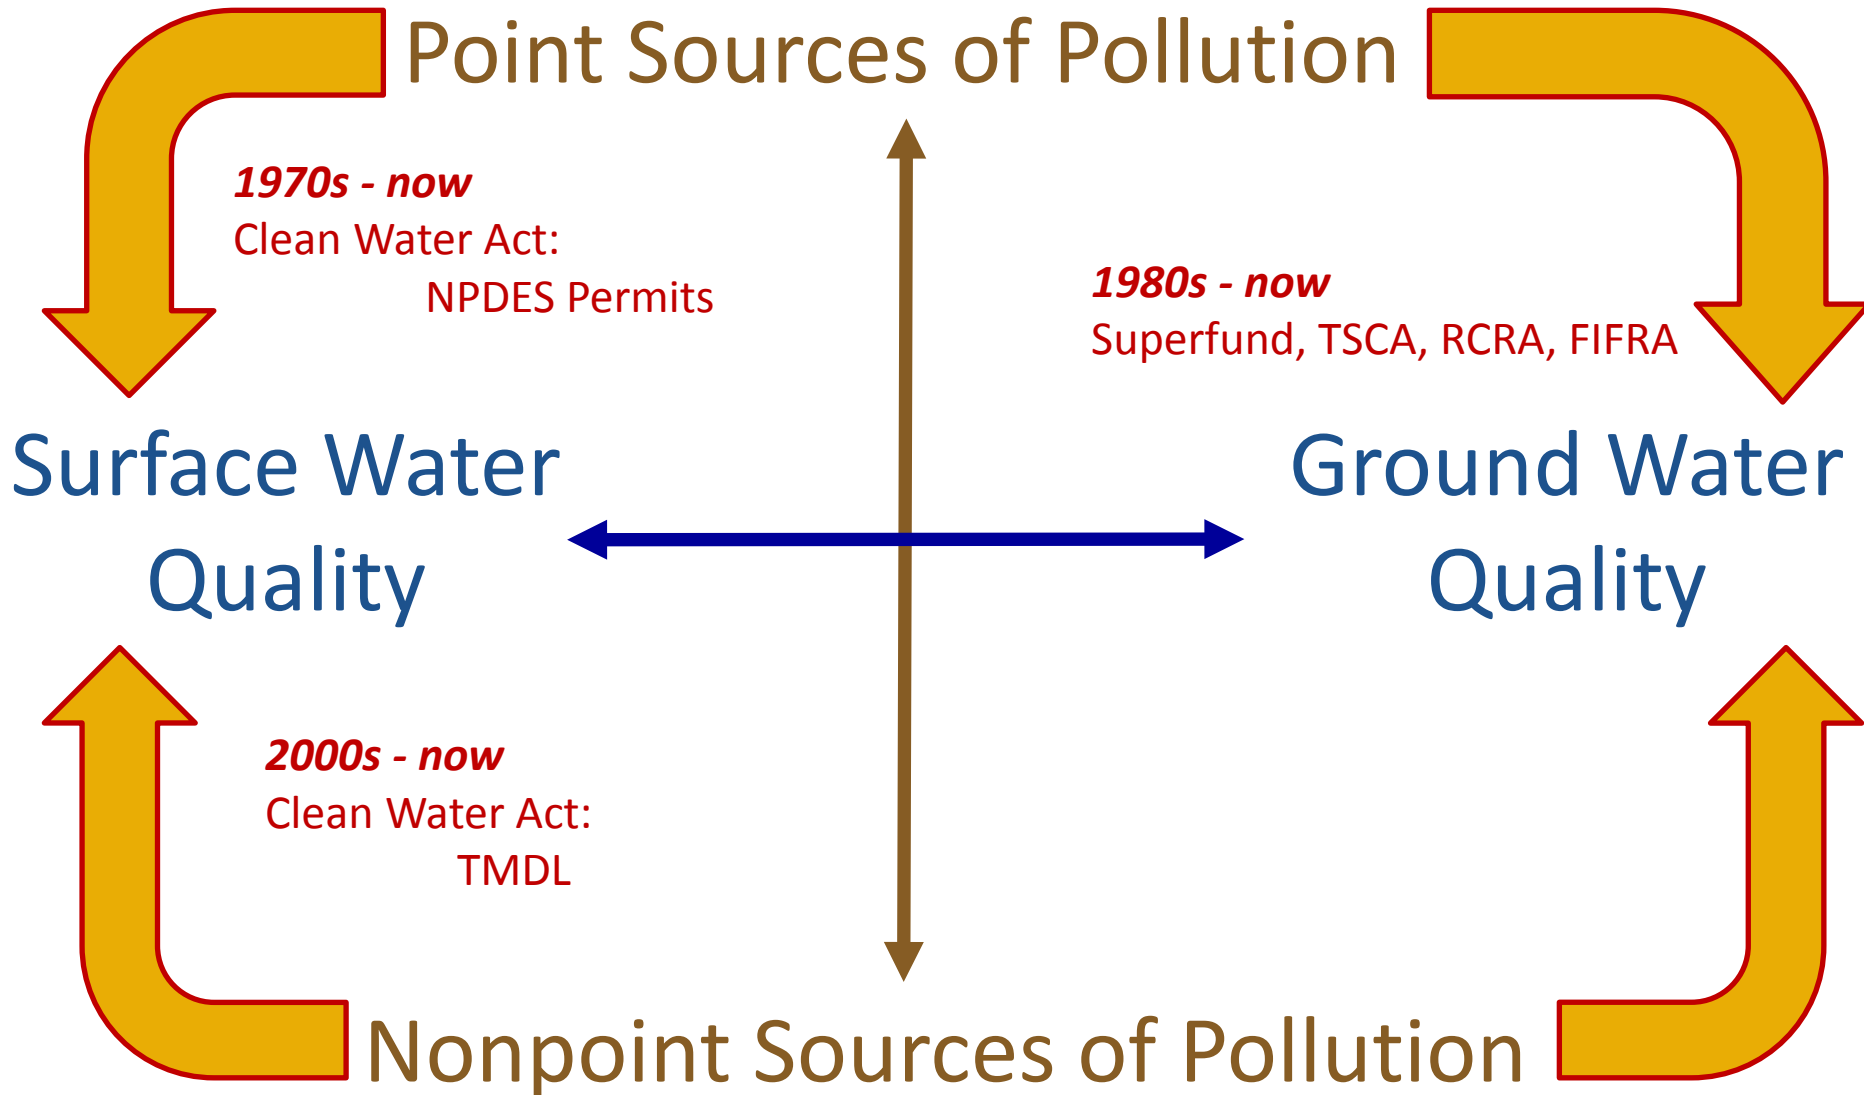 Point Sources of Pollution
1970s - now
Clean Water Act:
NPDES Permits
1980s - now
Superfund, TSCA, RCRA, FIFRA
Surface Water
Quality
Ground Water
Quality
2000s - now
Clean Water Act:
TMDL
Nonpoint Sources of Pollution